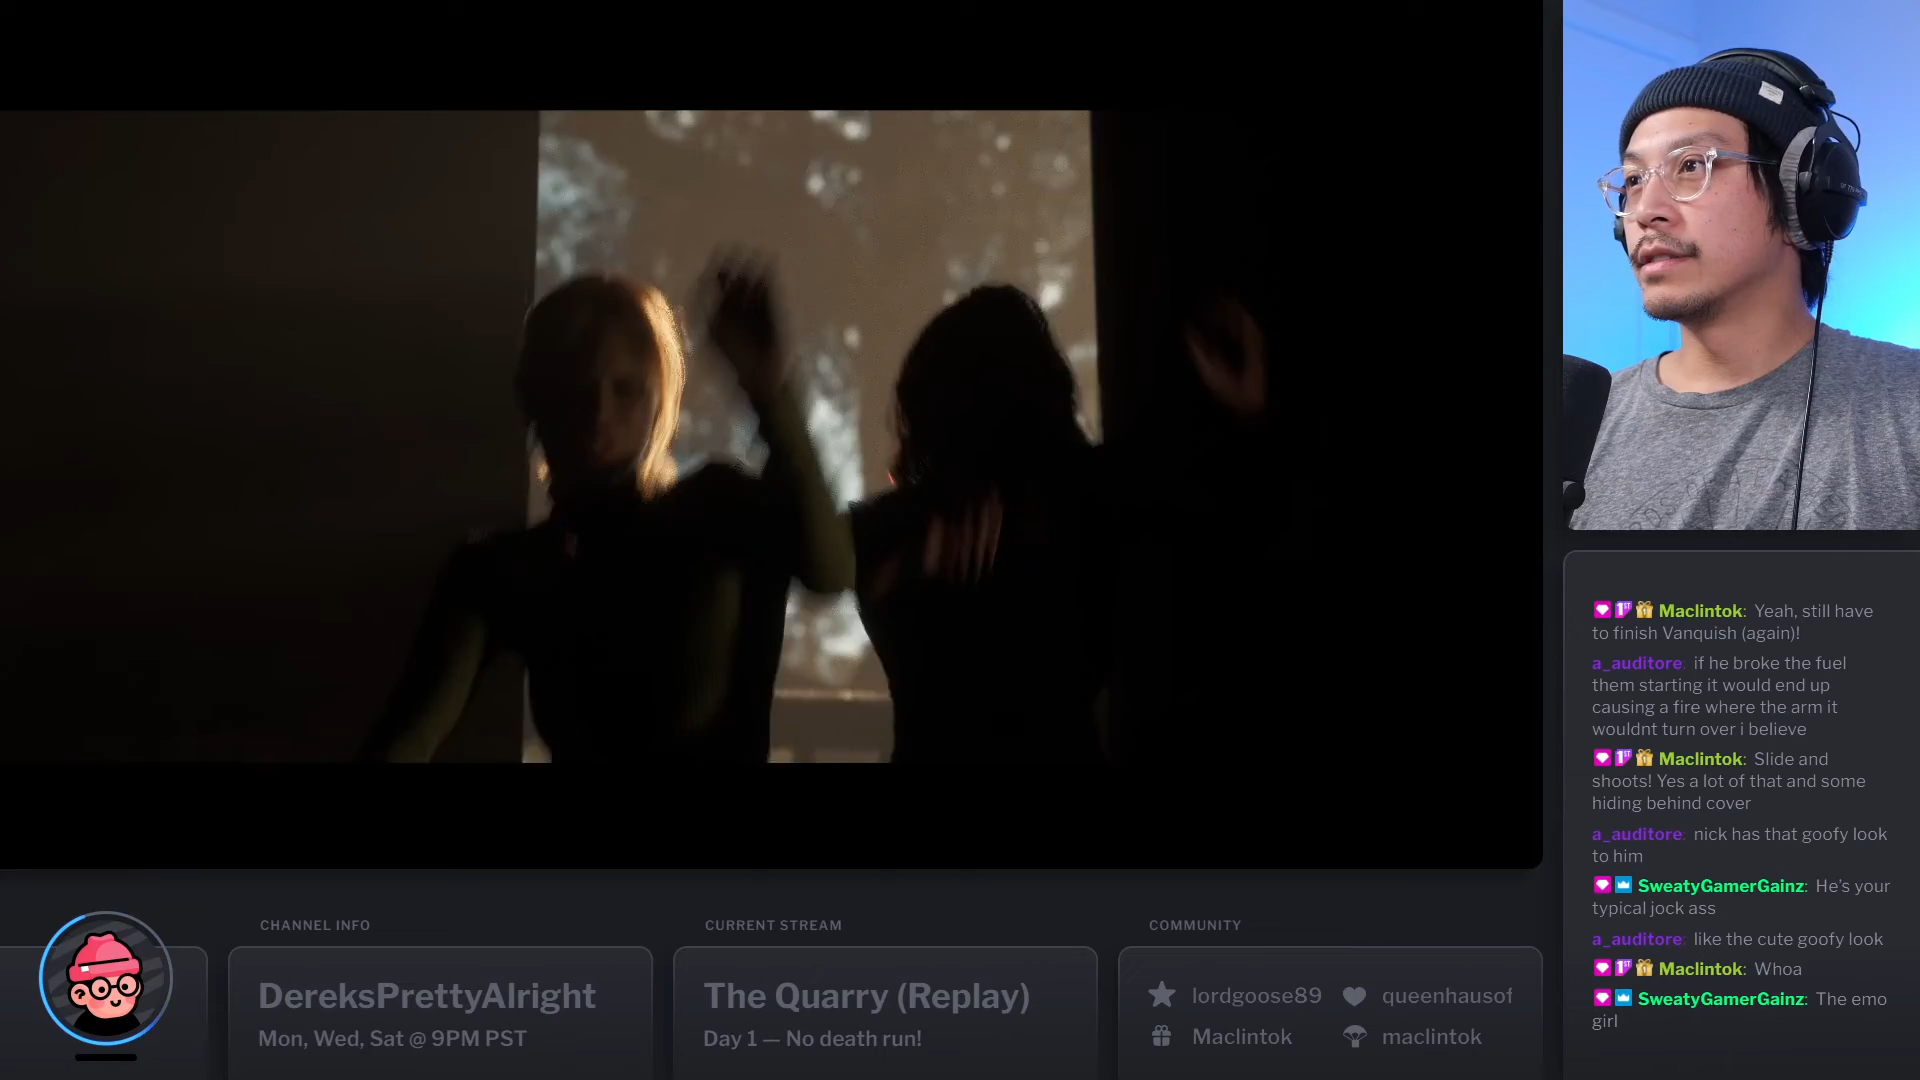 Maclintok: Yeah, still have
to finish Vanquish (again)!
a_auditore: if he broke the fuel
them starting it would end up
causing a fire where the arm it
wouldnt turn over i believe
Maclintok: Slide and
shoots! Yes a lot of that and some
hiding behind cover
a_auditore: nick has that goofy look
to him
SweatyGamerGainz: He's your
typical jock ass
a_auditore: like the cute goofy look
Maclintok: Whoa
SweatyGamerGainz: The emo
girl
CHANNEL INFO
DereksPrettyAlright
Mon, Wed, Sat @ 9PM PST
CURRENT STREAM
The Quarry (Replay)
Day 1 — No death run!
COMMUNITY
lordgoose89 queenhausof
Maclintok maclintok